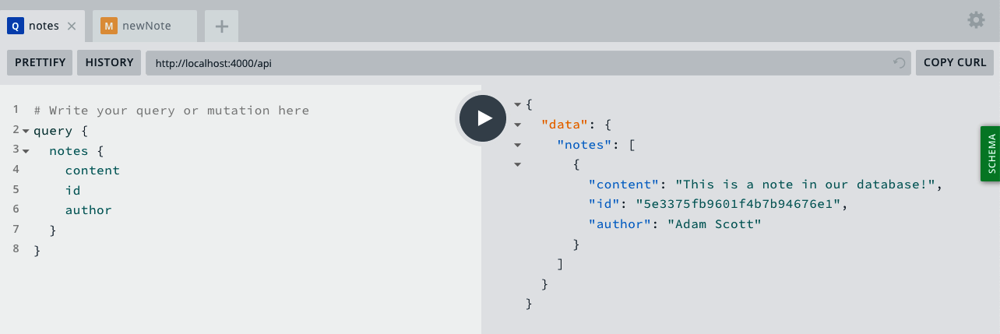 Q notes
M newNote
PRETTIFY HISTORY http://localhost:4000/api COPY CURL
1 # Write your query or mutation here
2 query {
3 notes {
4 content
5 id
6 author
7 }
8 }
{
"data": {
"notes": [
{
"content": "This is a note in our database!",
"id": "5e3375fb9601f4b7b94676e1",
"author": "Adam Scott"
}
]
}
}
SCHEMA